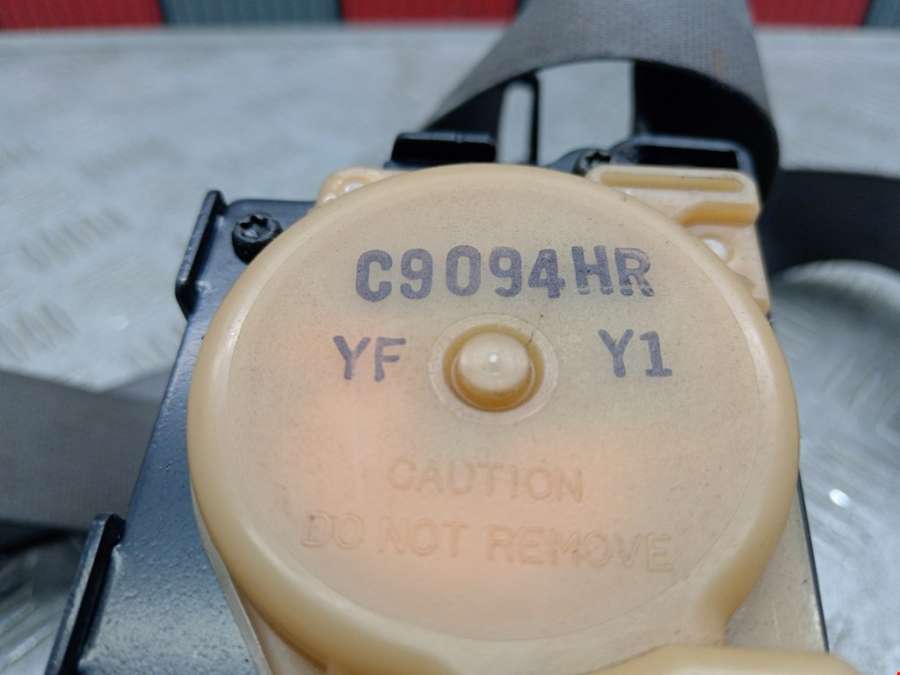 C9094HR
YF Y1
CAUTION
DO NOT REMOVE